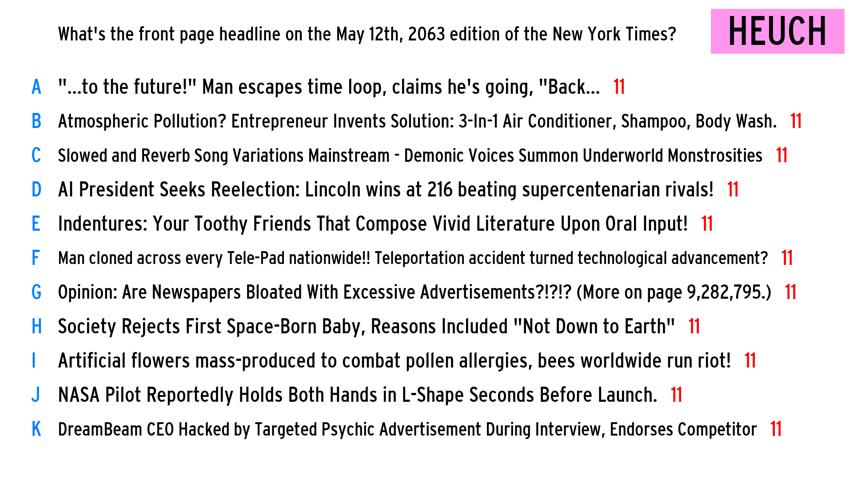 What's the front page headline on the May 12th, 2063 edition of the New York Times?
HEUCH
A "...to the future!" Man escapes time loop, claims he's going, "Back... 11
B Atmospheric Pollution? Entrepreneur Invents Solution: 3-In-1 Air Conditioner, Shampoo, Body Wash. 11
C Slowed and Reverb Song Variations Mainstream - Demonic Voices Summon Underworld Monstrosities 11
D AI President Seeks Reelection: Lincoln wins at 216 beating supercentenarian rivals! 11
E Indentures: Your Toothy Friends That Compose Vivid Literature Upon Oral Input! 11
F Man cloned across every Tele-Pad nationwide!! Teleportation accident turned technological advancement? 11
G Opinion: Are Newspapers Bloated With Excessive Advertisements?!?!? (More on page 9,282,795.) 11
H Society Rejects First Space-Born Baby, Reasons Included "Not Down to Earth" 11
I Artificial flowers mass-produced to combat pollen allergies, bees worldwide run riot! 11
J NASA Pilot Reportedly Holds Both Hands in L-Shape Seconds Before Launch. 11
K DreamBeam CEO Hacked by Targeted Psychic Advertisement During Interview, Endorses Competitor 11